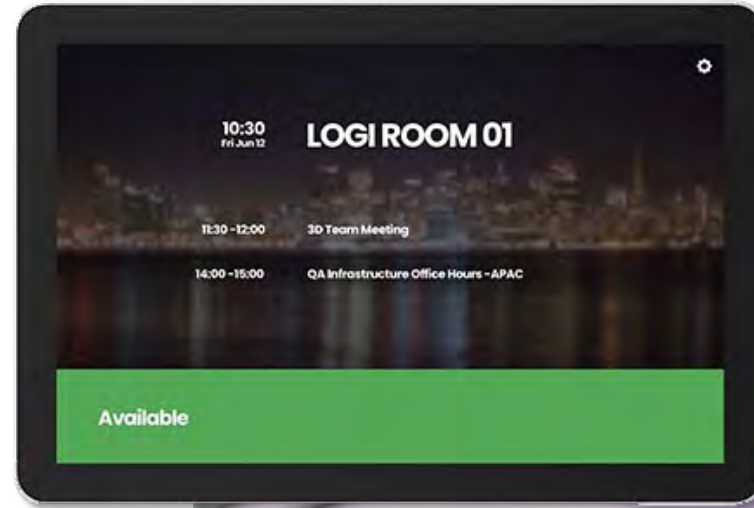 10:30 LOGI ROOM 01
Fri Jun 12
11:30 -12:00 3D Team Meeting
14:00 -15:00 QA Infrastructure Office Hours -APAC
Available